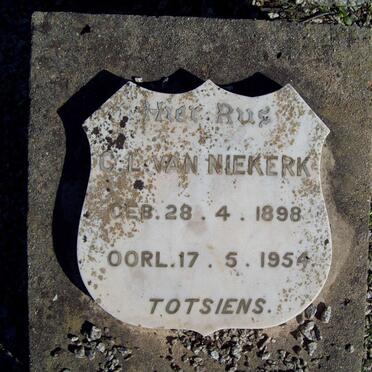 Hier Rus
C.L. VAN NIEKERK
GEB. 28 . 4 . 1898
OORL. 17 . 5 . 1954
TOTSIENS.